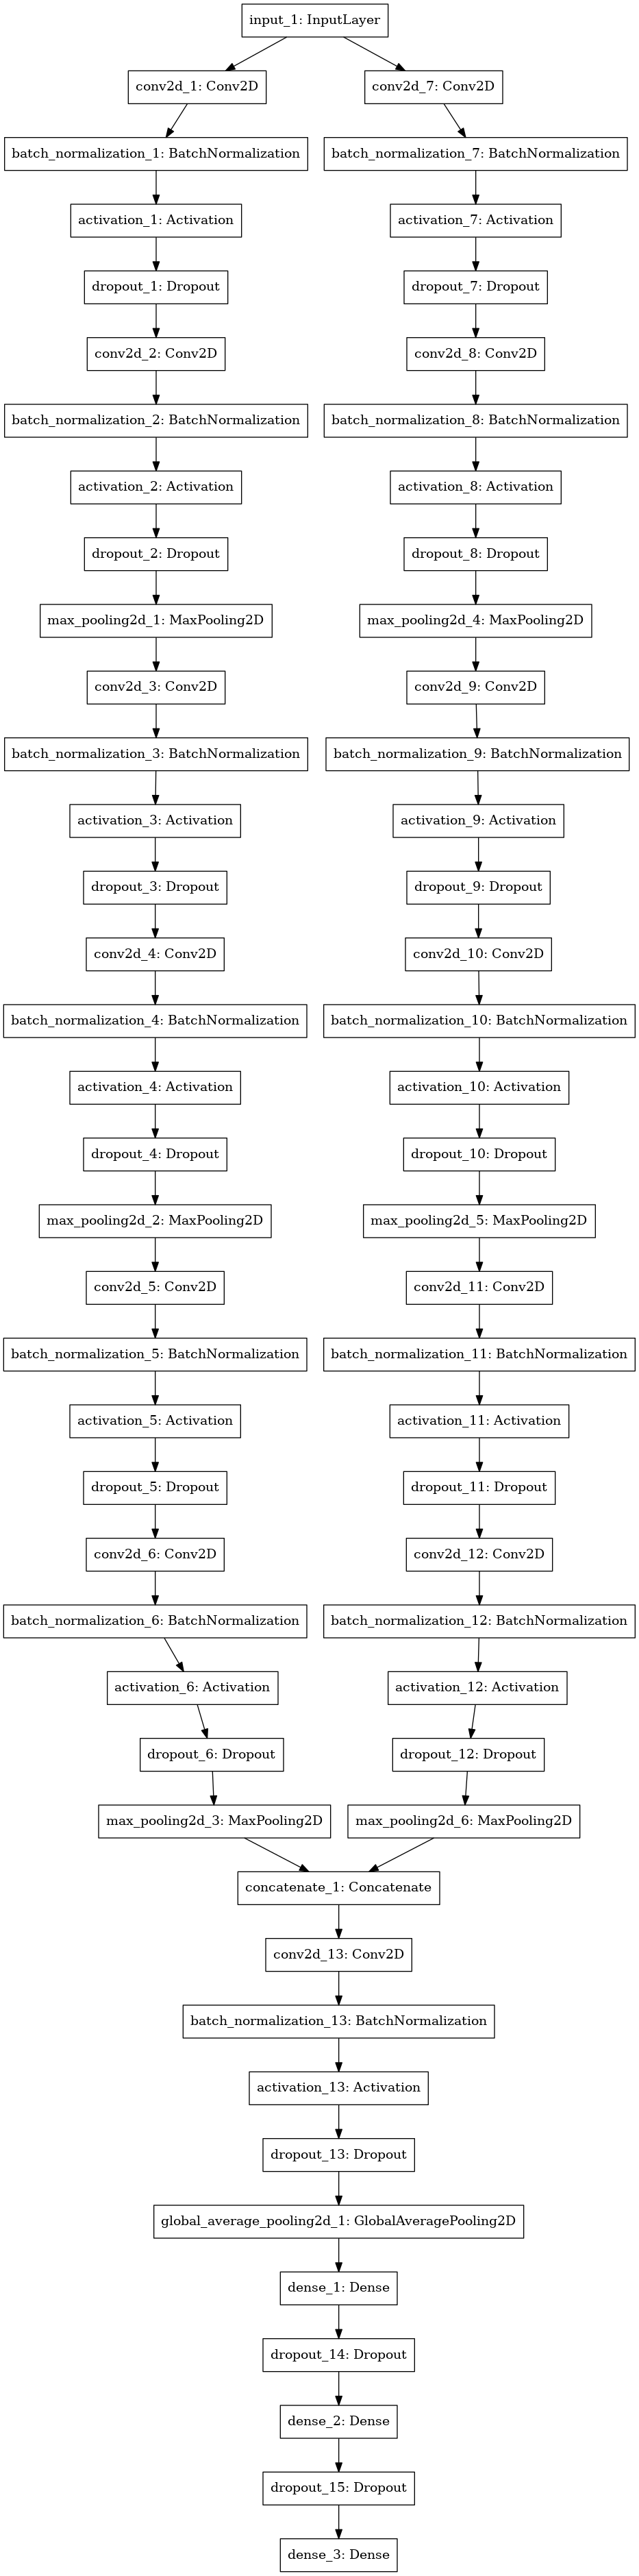 input_1: InputLayer
conv2d_1: Conv2D
conv2d_7: Conv2D
batch_normalization_1: BatchNormalization
batch_normalization_7: BatchNormalization
activation_1: Activation
activation_7: Activation
dropout_1: Dropout
dropout_7: Dropout
conv2d_2: Conv2D
conv2d_8: Conv2D
batch_normalization_2: BatchNormalization
batch_normalization_8: BatchNormalization
activation_2: Activation
activation_8: Activation
dropout_2: Dropout
dropout_8: Dropout
max_pooling2d_1: MaxPooling2D
max_pooling2d_4: MaxPooling2D
conv2d_3: Conv2D
conv2d_9: Conv2D
batch_normalization_3: BatchNormalization
batch_normalization_9: BatchNormalization
activation_3: Activation
activation_9: Activation
dropout_3: Dropout
dropout_9: Dropout
conv2d_4: Conv2D
conv2d_10: Conv2D
batch_normalization_4: BatchNormalization
batch_normalization_10: BatchNormalization
activation_4: Activation
activation_10: Activation
dropout_4: Dropout
dropout_10: Dropout
max_pooling2d_2: MaxPooling2D
max_pooling2d_5: MaxPooling2D
conv2d_5: Conv2D
conv2d_11: Conv2D
batch_normalization_5: BatchNormalization
batch_normalization_11: BatchNormalization
activation_5: Activation
activation_11: Activation
dropout_5: Dropout
dropout_11: Dropout
conv2d_6: Conv2D
conv2d_12: Conv2D
batch_normalization_6: BatchNormalization
batch_normalization_12: BatchNormalization
activation_6: Activation
activation_12: Activation
dropout_6: Dropout
dropout_12: Dropout
max_pooling2d_3: MaxPooling2D
max_pooling2d_6: MaxPooling2D
concatenate_1: Concatenate
conv2d_13: Conv2D
batch_normalization_13: BatchNormalization
activation_13: Activation
dropout_13: Dropout
global_average_pooling2d_1: GlobalAveragePooling2D
dense_1: Dense
dropout_14: Dropout
dense_2: Dense
dropout_15: Dropout
dense_3: Dense